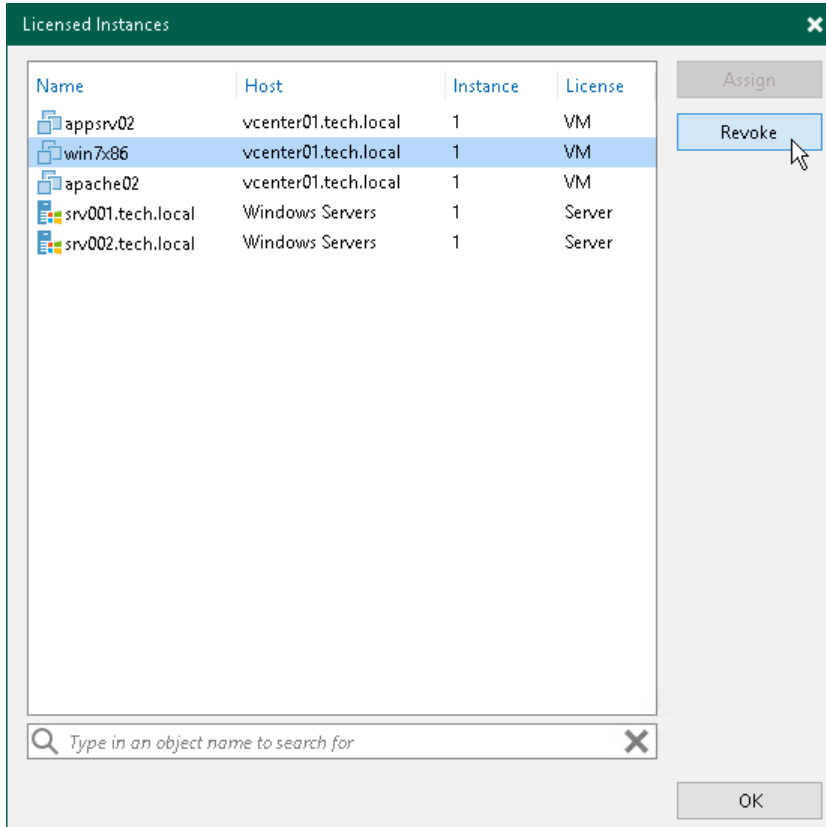 Licensed Instances
Name Host Instance License
Assign
appsrv02 vcenter01.tech.local 1 VM
Revoke
win7x86 vcenter01.tech.local 1 VM
apache02 vcenter01.tech.local 1 VM
srv001.tech.local Windows Servers 1 Server
srv002.tech.local Windows Servers 1 Server
Type in an object name to search for
OK